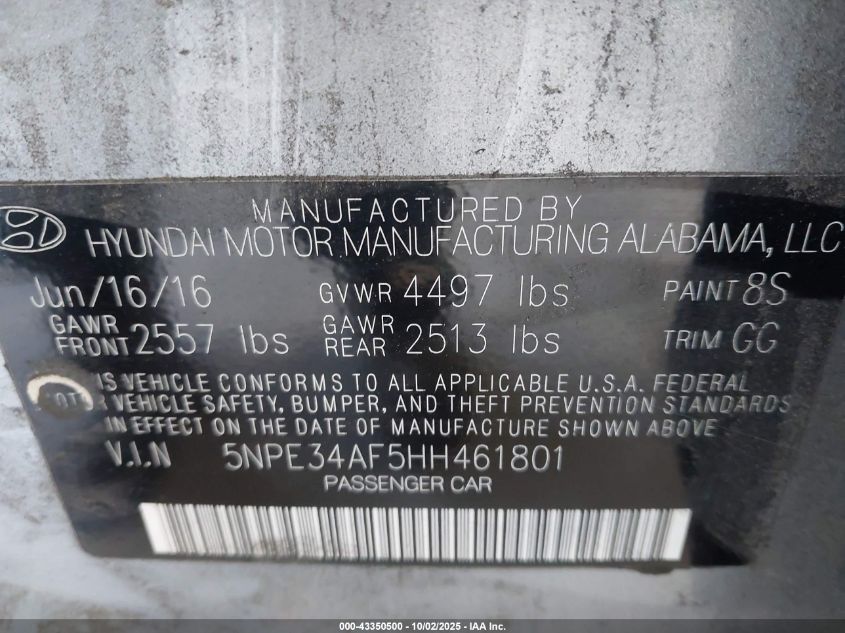 MANUFACTURED BY
HYUNDAI MOTOR MANUFACTURING ALABAMA, LLC
Jun/16/16 GVWR 4497 lbs PAINT 8S
GAWR FRONT 2557 lbs GAWR REAR 2513 lbs TRIM GG
IS VEHICLE CONFORMS TO ALL APPLICABLE U.S.A. FEDERAL
VEHICLE SAFETY, BUMPER, AND THEFT PREVENTION STANDARDS
IN EFFECT ON THE DATE OF MANUFACTURE SHOWN ABOVE
V.I.N 5NPE34AF5HH461801
PASSENGER CAR
000-43350500 - 10/02/2025 - IAA Inc.